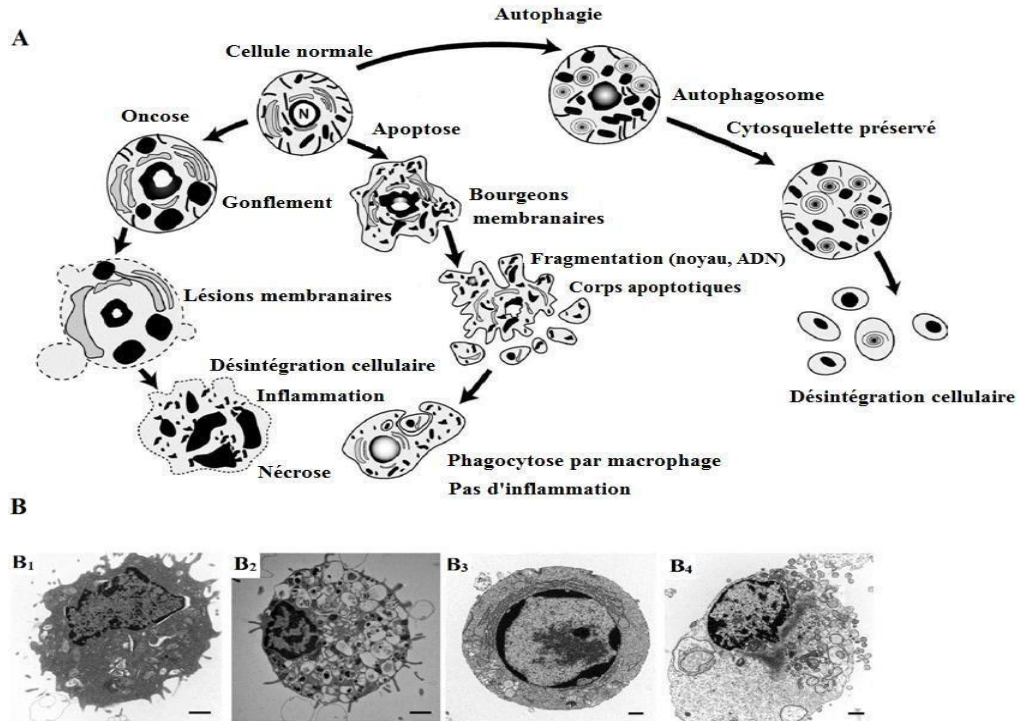 A
Autophagie
Cellule normale
N
Oncose
Apoptose
Autophagosome
Cytosquelette préservé
Gonflement
Bourgeons
membranaires
Lésions membranaires
Fragmentation (noyau, ADN)
Corps apoptotiques
Désintégration cellulaire
Inflammation
Nécrose
Phagocytose par macrophage
Pas d'inflammation
Désintégration cellulaire
B
B1
B2
B3
B4